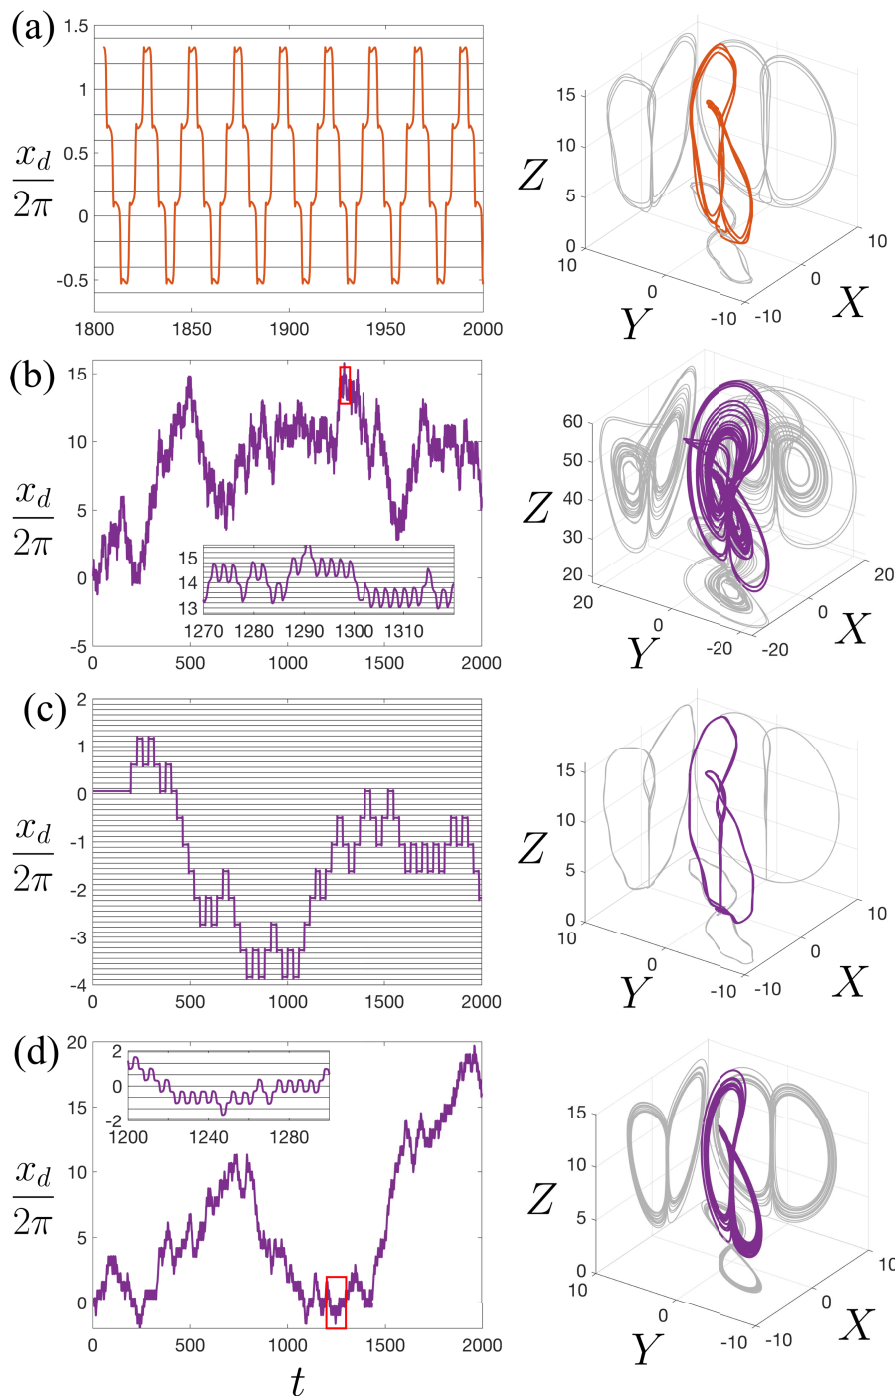 (a)
1.5
1
0.5
0
-0.5
x_d
2π
1800 1850 1900 1950 2000
15
10
5
0
Z
10
0
-10
Y
-10
0
10
X
(b)
15
10
5
0
-5
x_d
2π
15
14
13
1270 1280 1290 1300 1310
0 500 1000 1500 2000
60
50
40
30
20
Z
20
0
-20
Y
-20
0
20
X
(c)
2
1
0
-1
-2
-3
-4
x_d
2π
0 500 1000 1500 2000
15
10
5
0
Z
10
0
-10
Y
-10
0
10
X
(d)
20
15
10
5
0
x_d
2π
2
0
-2
1200 1240 1280
0 500 1000 1500 2000
t
15
10
5
0
Z
10
0
-10
Y
-10
0
10
X